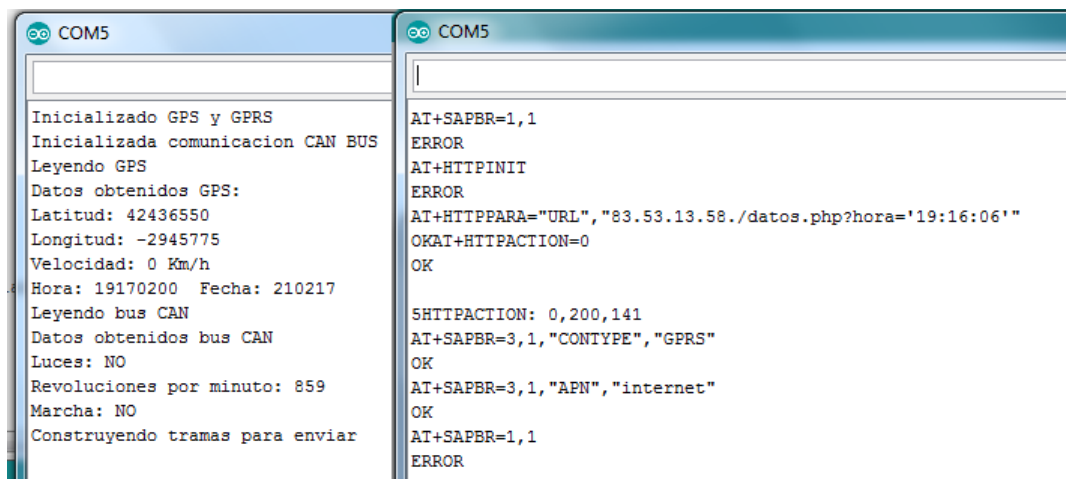 COM5
Inicializado GPS y GPRS
Inicializada comunicacion CAN BUS
Leyendo GPS
Datos obtenidos GPS:
Latitud: 42436550
Longitud: -2945775
Velocidad: 0 Km/h
Hora: 19170200  Fecha: 210217
Leyendo bus CAN
Datos obtenidos bus CAN
Luces: NO
Revoluciones por minuto: 859
Marcha: NO
Construyendo tramas para enviar
COM5
AT+SAPBR=1,1
ERROR
AT+HTTPINIT
ERROR
AT+HTTPPARA="URL","83.53.13.58./datos.php?hora='19:16:06'"
OKAT+HTTPACTION=0
OK
5HTTPACTION: 0,200,141
AT+SAPBR=3,1,"CONTYPE","GPRS"
OK
AT+SAPBR=3,1,"APN","internet"
OK
AT+SAPBR=1,1
ERROR